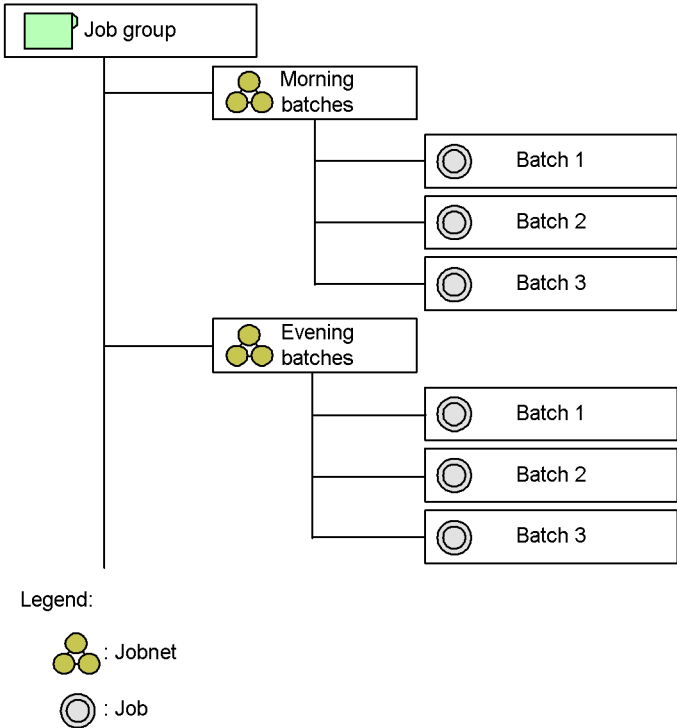 Job group
Morning
batches
Batch 1
Batch 2
Batch 3
Evening
batches
Batch 1
Batch 2
Batch 3
Legend:
: Jobnet
: Job